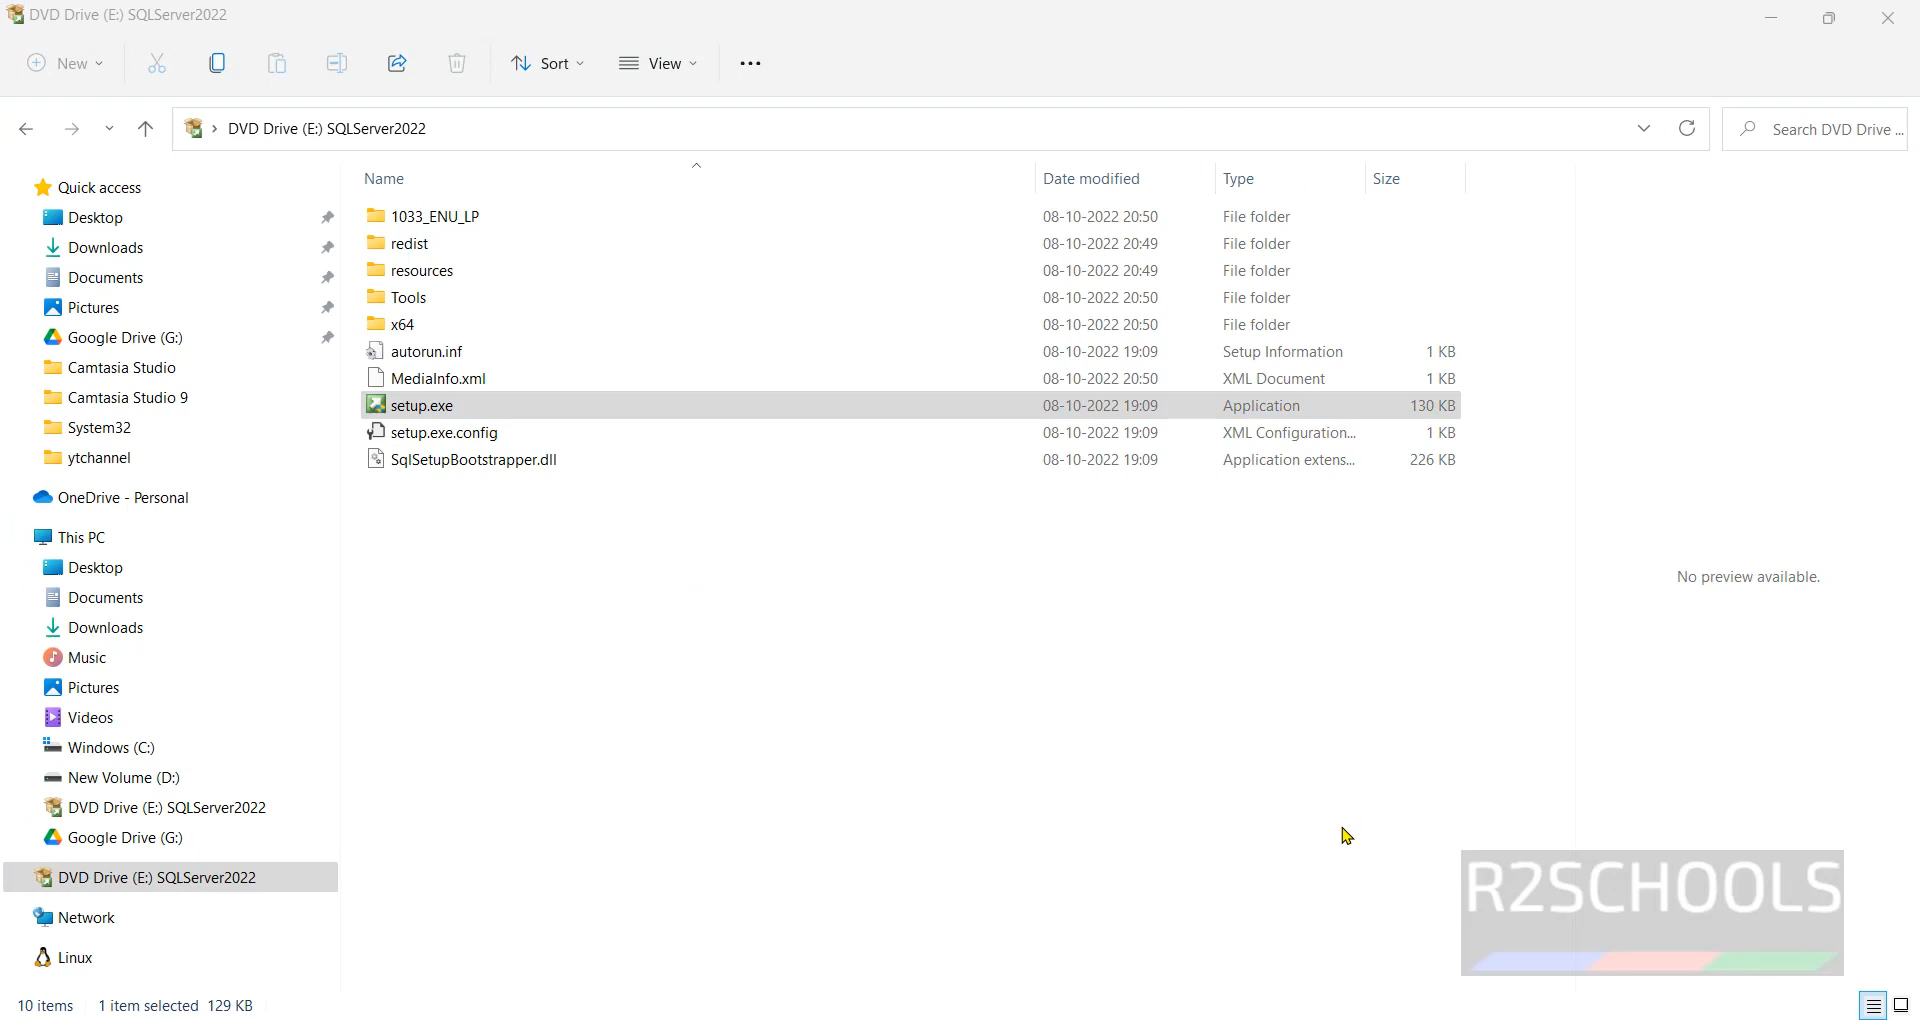 DVD Drive (E:) SQLServer2022
New
Sort
View
DVD Drive (E:) SQLServer2022
Search DVD Drive ...
Quick access
Desktop
Downloads
Documents
Pictures
Google Drive (G:)
Camtasia Studio
Camtasia Studio 9
System32
ytchannel
OneDrive - Personal
This PC
Desktop
Documents
Downloads
Music
Pictures
Videos
Windows (C:)
New Volume (D:)
DVD Drive (E:) SQLServer2022
Google Drive (G:)
DVD Drive (E:) SQLServer2022
Network
Linux
Name Date modified Type Size
1033_ENU_LP 08-10-2022 20:50 File folder
redist 08-10-2022 20:49 File folder
resources 08-10-2022 20:49 File folder
Tools 08-10-2022 20:50 File folder
x64 08-10-2022 20:50 File folder
autorun.inf 08-10-2022 19:09 Setup Information 1 KB
MediaInfo.xml 08-10-2022 20:50 XML Document 1 KB
setup.exe 08-10-2022 19:09 Application 130 KB
setup.exe.config 08-10-2022 19:09 XML Configuration... 1 KB
SqlSetupBootstrapper.dll 08-10-2022 19:09 Application extens... 226 KB
No preview available.
R2SCHOOLS
10 items 1 item selected 129 KB